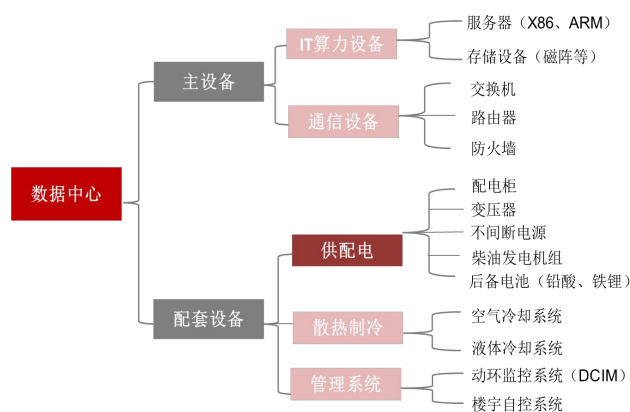 数据中心
主设备
IT算力设备
服务器（X86、ARM）
存储设备（磁阵等）
通信设备
交换机
路由器
防火墙
配套设备
供配电
配电柜
变压器
不间断电源
柴油发电机组
后备电池（铅酸、铁锂）
散热制冷
空气冷却系统
液体冷却系统
管理系统
动环监控系统（DCIM）
楼宇自控系统